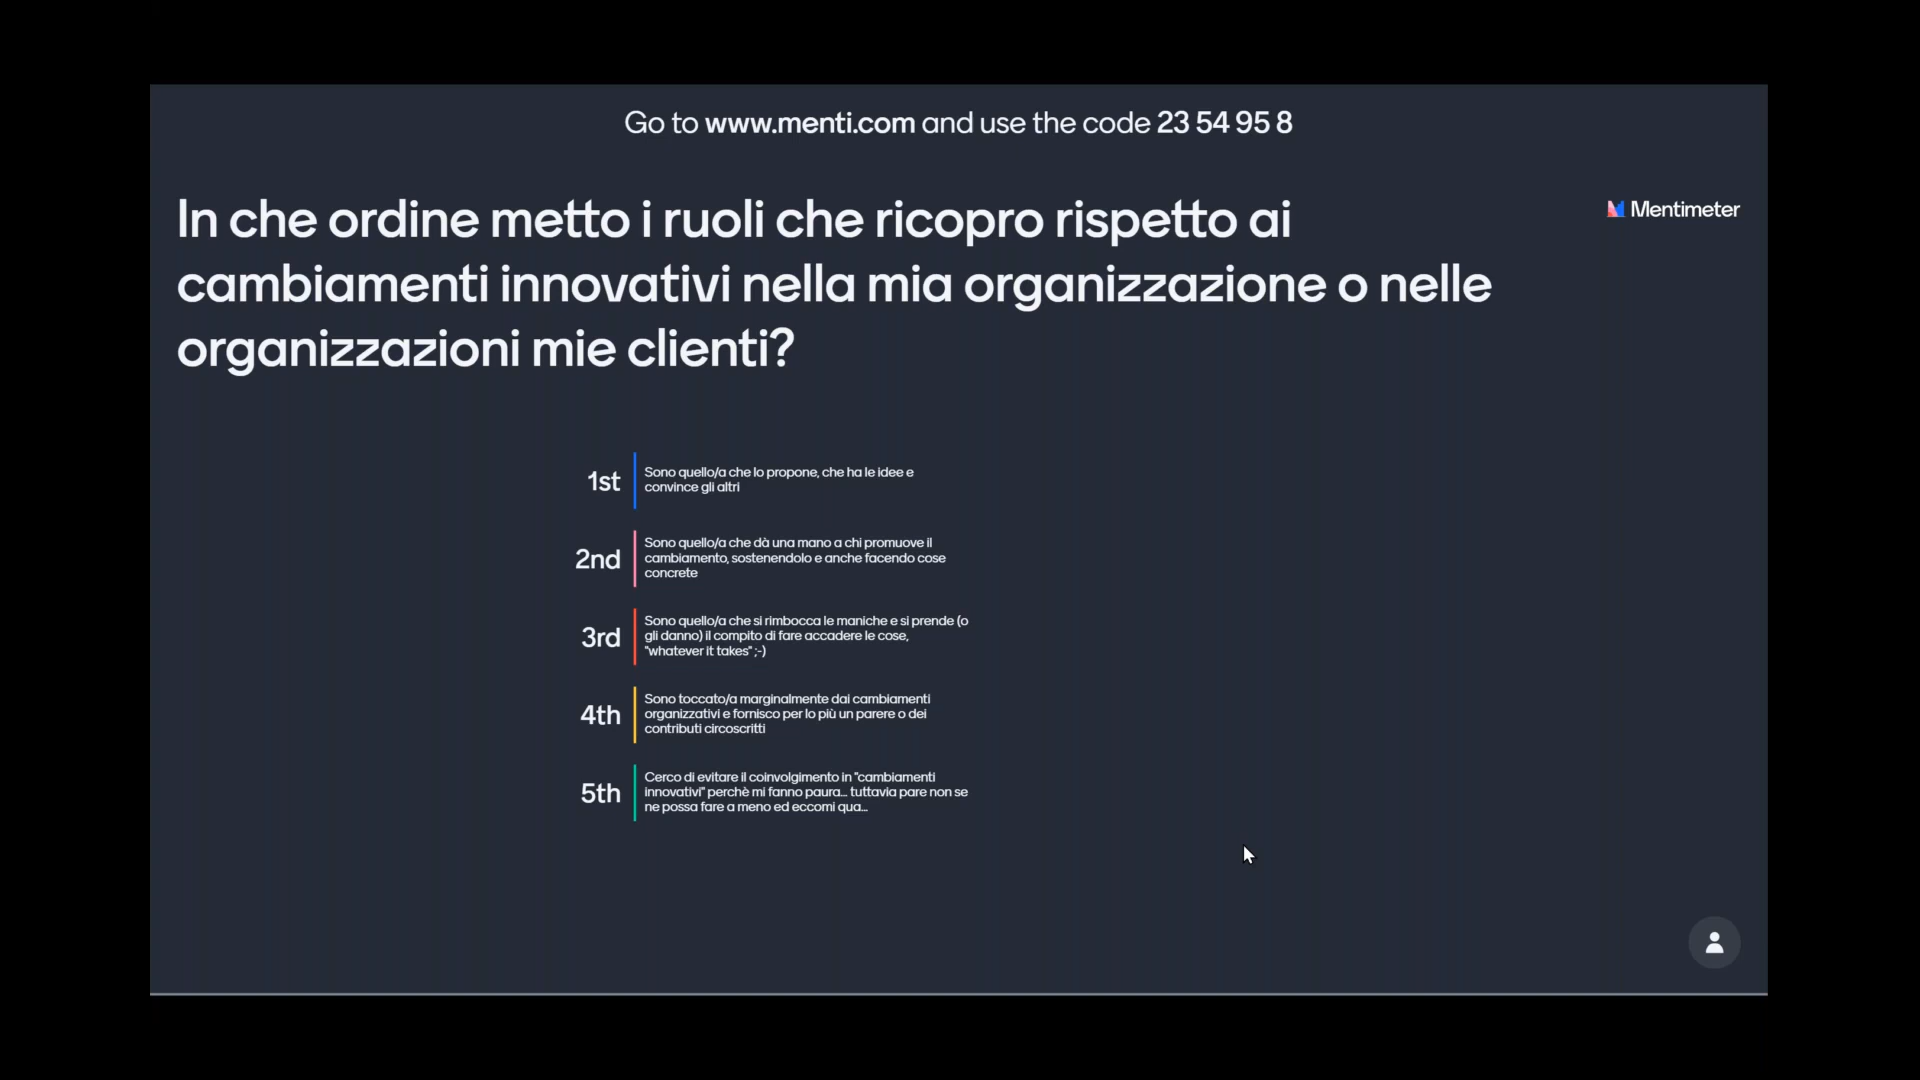 Go to www.menti.com and use the code 23 54 95 8
In che ordine metto i ruoli che ricopro rispetto ai
cambiamenti innovativi nella mia organizzazione o nelle
organizzazioni mie clienti?
Mentimeter
1st
Sono quello/a che lo propone, che ha le idee e
convince gli altri
2nd
Sono quello/a che dà una mano a chi promuove il
cambiamento, sostenendolo e anche facendo cose
concrete
3rd
Sono quello/a che si rimbocca le maniche e si prende (o
gli danno) il compito di fare accadere le cose,
"whatever it takes" ;-)
4th
Sono toccato/a marginalmente dai cambiamenti
organizzativi e fornisco per lo più un parere o dei
contributi circoscritti
5th
Cerco di evitare il coinvolgimento in "cambiamenti
innovativi" perchè mi fanno paura... tuttavia pare non se
ne possa fare a meno ed eccomi qua...